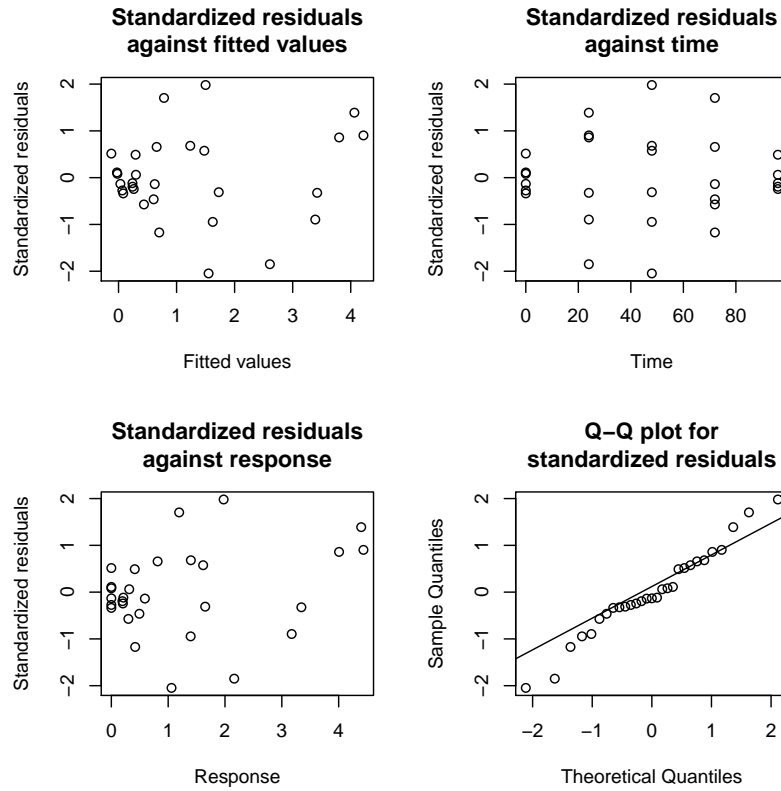 Standardized residuals
against fitted values
Standardized residuals
2
1
0
−1
−2
0 1 2 3 4
Fitted values
Standardized residuals
against time
Standardized residuals
2
1
0
−1
−2
0 20 40 60 80
Time
Standardized residuals
against response
Standardized residuals
2
1
0
−1
−2
0 1 2 3 4
Response
Q−Q plot for
standardized residuals
Sample Quantiles
2
1
0
−1
−2
−2 −1 0 1 2
Theoretical Quantiles